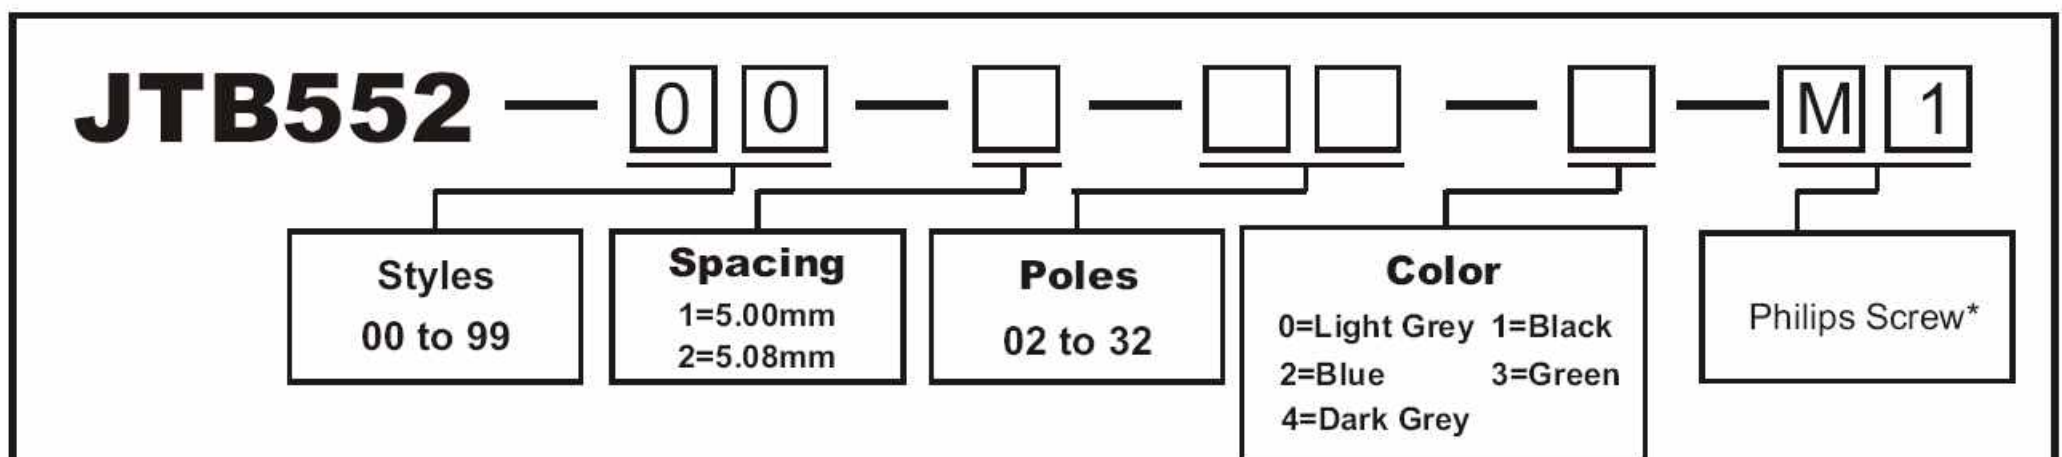 JTB552 — 0 0 — — — — M 1
Styles
00 to 99
Spacing
1=5.00mm
2=5.08mm
Poles
02 to 32
Color
0=Light Grey 1=Black
2=Blue 3=Green
4=Dark Grey
Philips Screw*